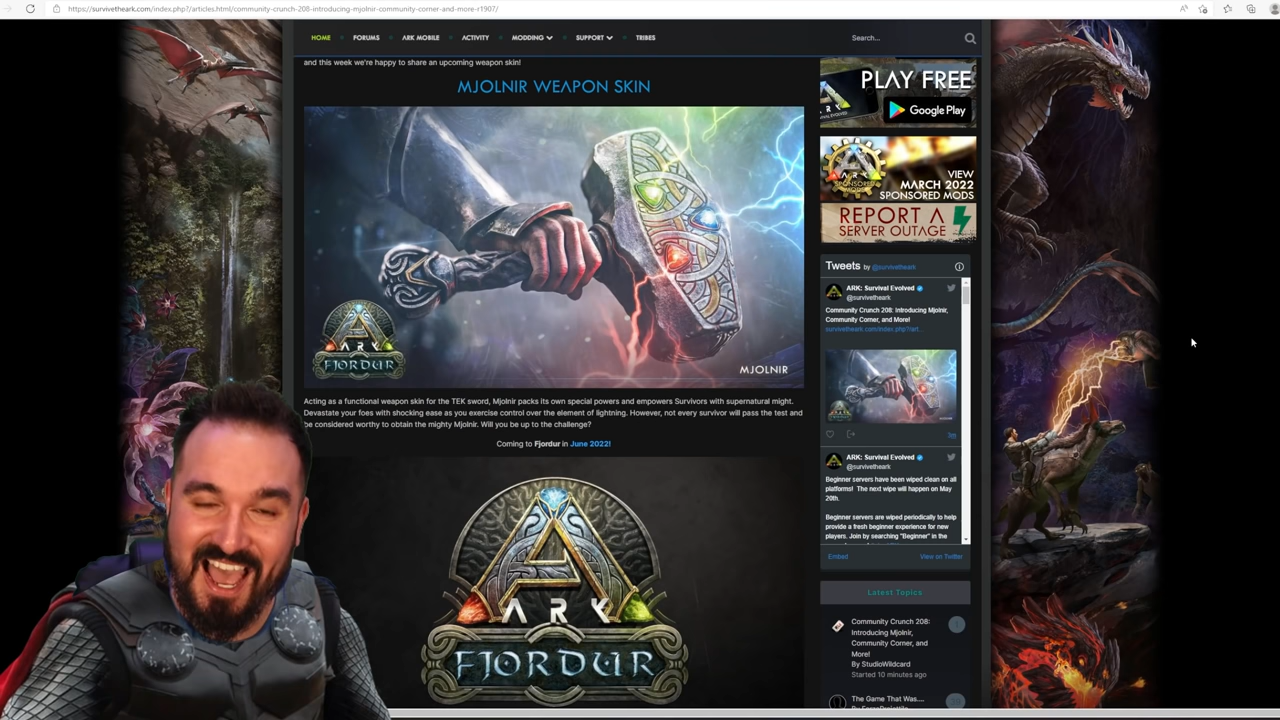 https://survivetheark.com/index.php?/articles.html/community-crunch-208-introducing-mjolnir-community-corner-and-more-r1907/
HOME FORUMS ARK MOBILE ACTIVITY MODDING SUPPORT TRIBES Search...
and this week we're happy to share an upcoming weapon skin!
MJOLNIR WEAPON SKIN
ARK
FJORDUR
MJOLNIR
Acting as a functional weapon skin for the TEK sword, Mjolnir packs its own special powers and empowers Survivors with supernatural might.
Devastate your foes with shocking ease as you exercise control over the element of lightning. However, not every survivor will pass the test and
be considered worthy to obtain the mighty Mjolnir. Will you be up to the challenge?
Coming to Fjordur in June 2022!
ARK
FJORDUR
PLAY FREE
Google Play
ARK
SPONSORED MODS
VIEW
MARCH 2022
SPONSORED MODS
REPORT A
SERVER OUTAGE
Tweets by @survivetheark
ARK: Survival Evolved
@survivetheark
Community Crunch 208: Introducing Mjolnir,
Community Corner, and More!
survivetheark.com/index.php?/art...
ARK: Survival Evolved
@survivetheark
Beginner servers have been wiped clean on all
platforms! The next wipe will happen on May
20th.
Beginner servers are wiped periodically to help
provide a fresh beginner experience for new
players. Join by searching "Beginner" in the
Embed View on Twitter
Latest Topics
Community Crunch 208:
Introducing Mjolnir,
Community Corner, and
More!
By StudioWildcard
Started 10 minutes ago
The Game That Was....